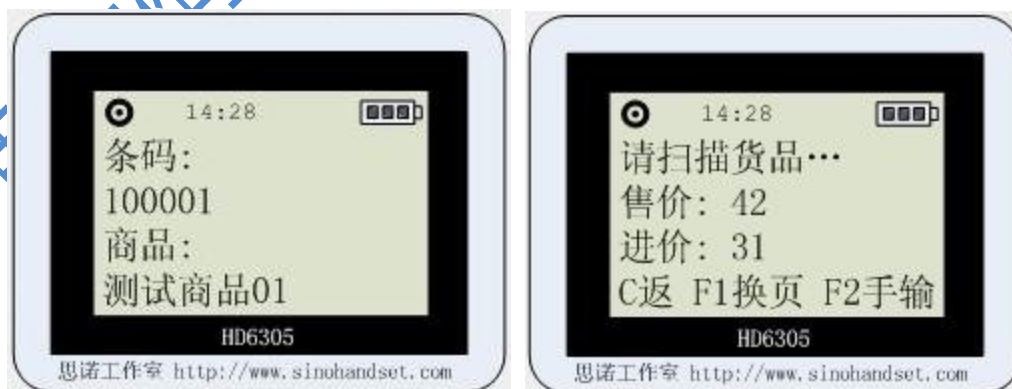 14:28
条码:
100001
商品:
测试商品01
HD6305
思诺工作室 http://www.sinohandset.com
14:28
请扫描货品…
售价: 42
进价: 31
C返 F1换页 F2手输
HD6305
思诺工作室 http://www.sinohandset.com